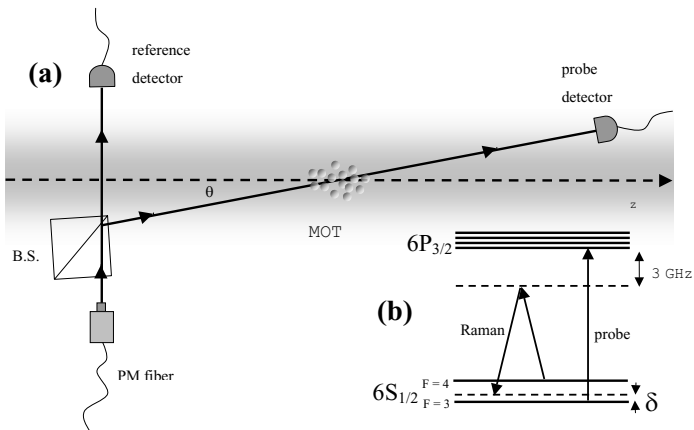 reference
detector
(a)
probe
detector
θ
z
MOT
B.S.
6P3/2
3 GHz
(b)
Raman
probe
PM fiber
F = 4
6S1/2
F = 3
δ